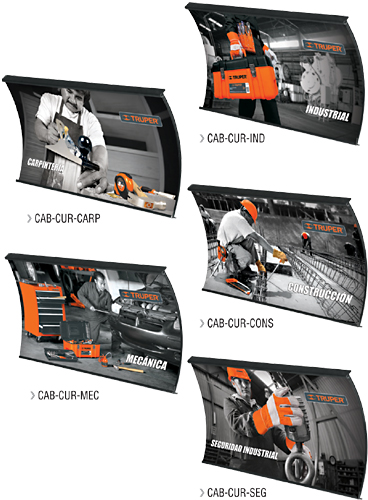 TRUPER
INDUSTRIAL
> CAB-CUR-IND
TRUPER
CARPINTERÍA
> CAB-CUR-CARP
TRUPER
CONSTRUCCIÓN
> CAB-CUR-CONS
TRUPER
MECÁNICA
> CAB-CUR-MEC
TRUPER
SEGURIDAD INDUSTRIAL
> CAB-CUR-SEG